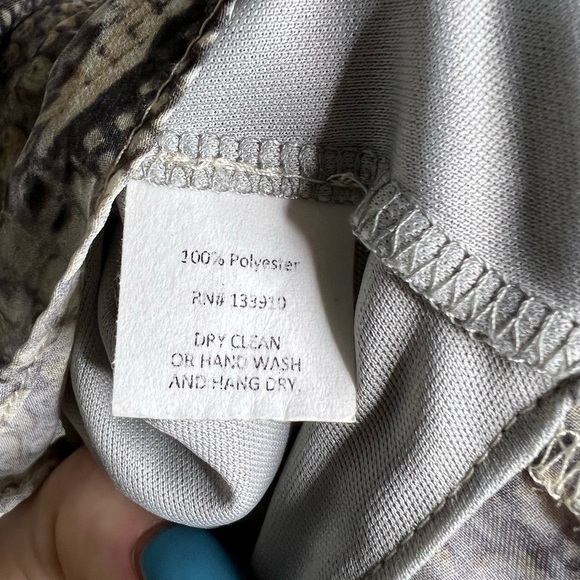 100% Polyester
RN# 133919
DRY CLEAN
OR HAND WASH
AND HANG DRY.